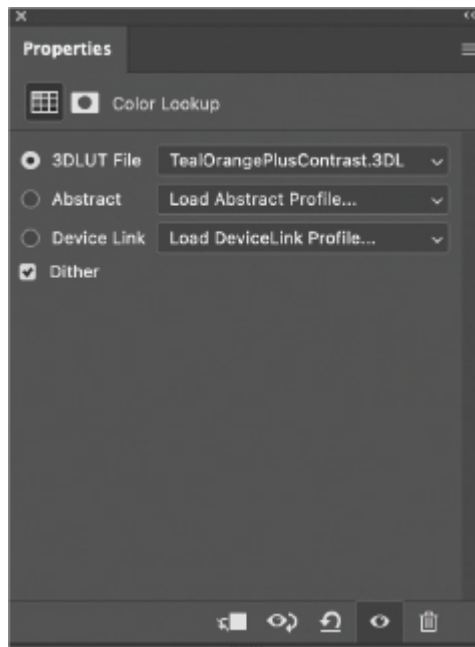 Properties
Color Lookup
3DLUT File TealOrangePlusContrast.3DL
Abstract Load Abstract Profile...
Device Link Load DeviceLink Profile...
Dither